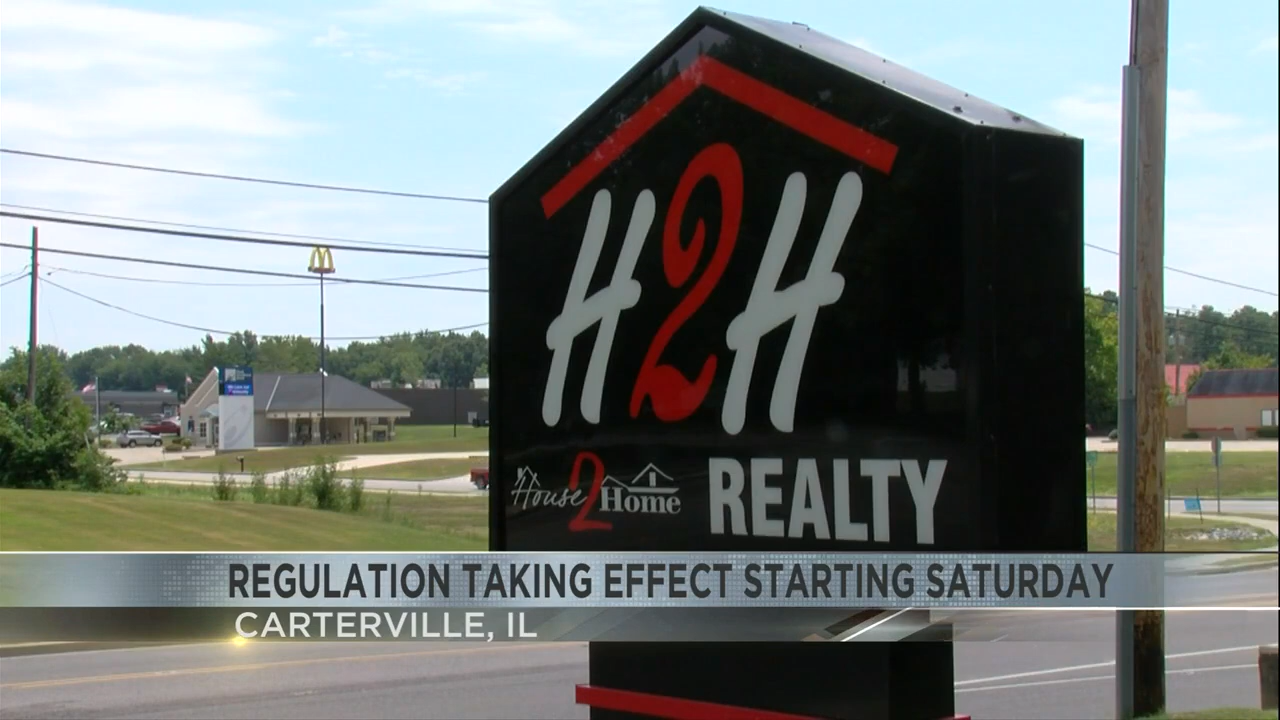 H2H
House 2 Home REALTY
REGULATION TAKING EFFECT STARTING SATURDAY
CARTERVILLE, IL